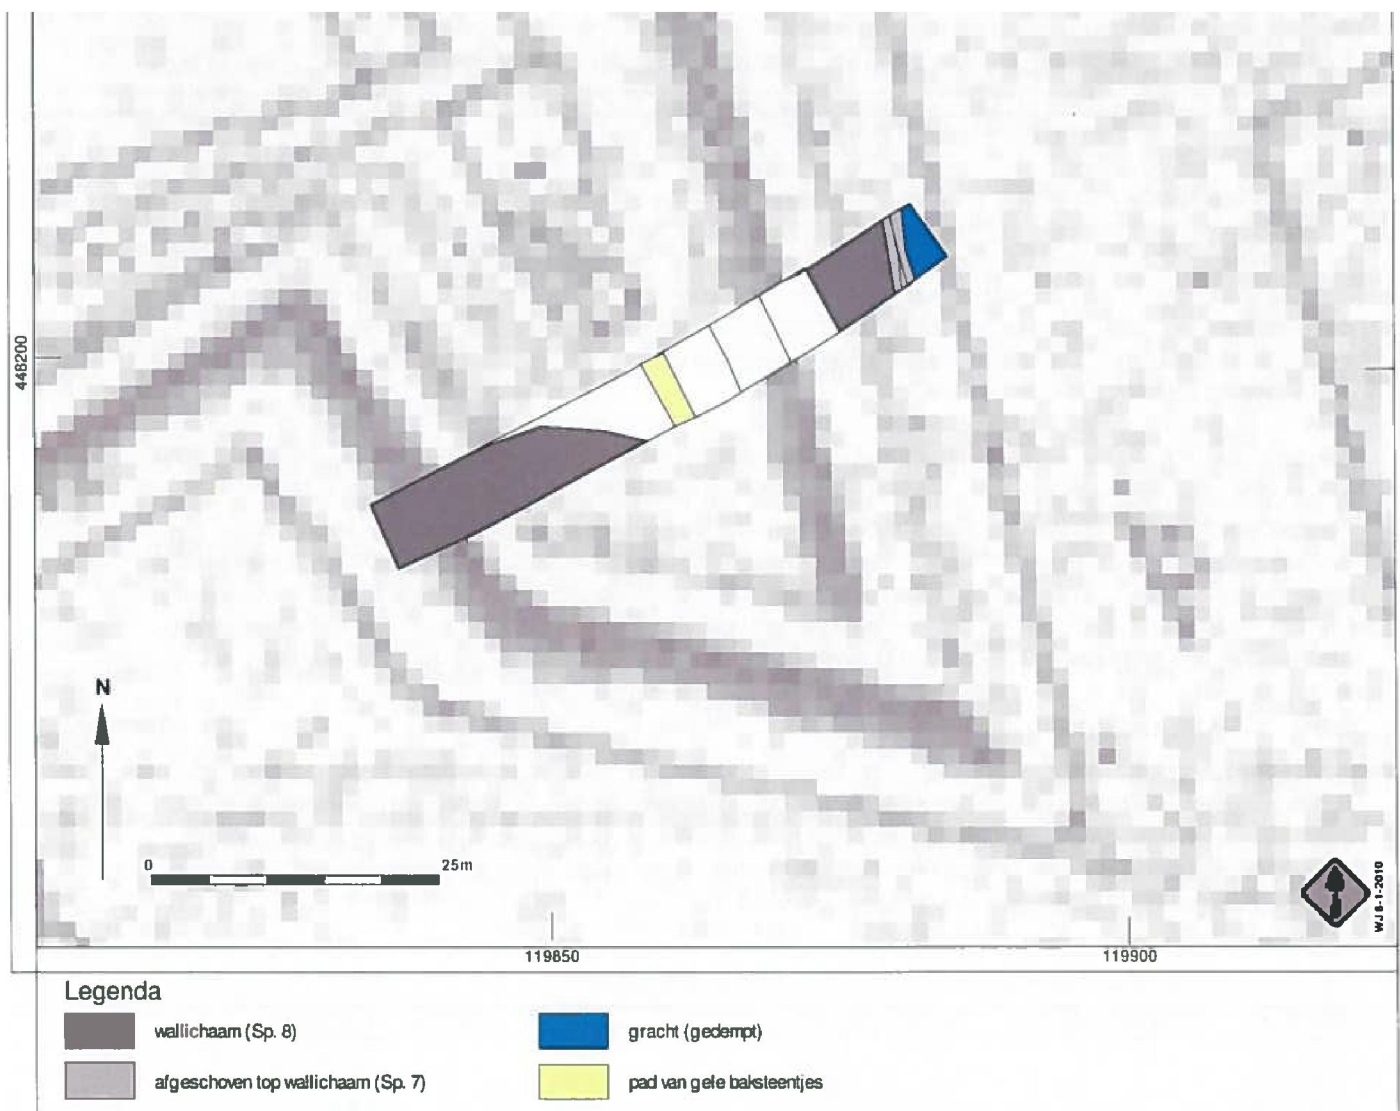 448200
N
0 25m
WJ 8-1-2010
119850 119900
Legenda
wallichaam (Sp. 8) gracht (gedempt)
afgeschoven top wallichaam (Sp. 7) pad van gele baksteentjes